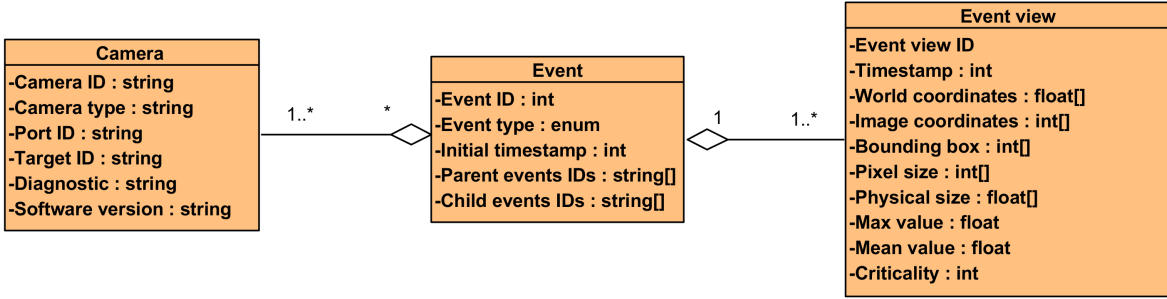 Camera
-Camera ID : string
-Camera type : string
-Port ID : string
-Target ID : string
-Diagnostic : string
-Software version : string
1..*
*
Event
-Event ID : int
-Event type : enum
-Initial timestamp : int
-Parent events IDs : string[]
-Child events IDs : string[]
1
1..*
Event view
-Event view ID
-Timestamp : int
-World coordinates : float[]
-Image coordinates : int[]
-Bounding box : int[]
-Pixel size : int[]
-Physical size : float[]
-Max value : float
-Mean value : float
-Criticality : int